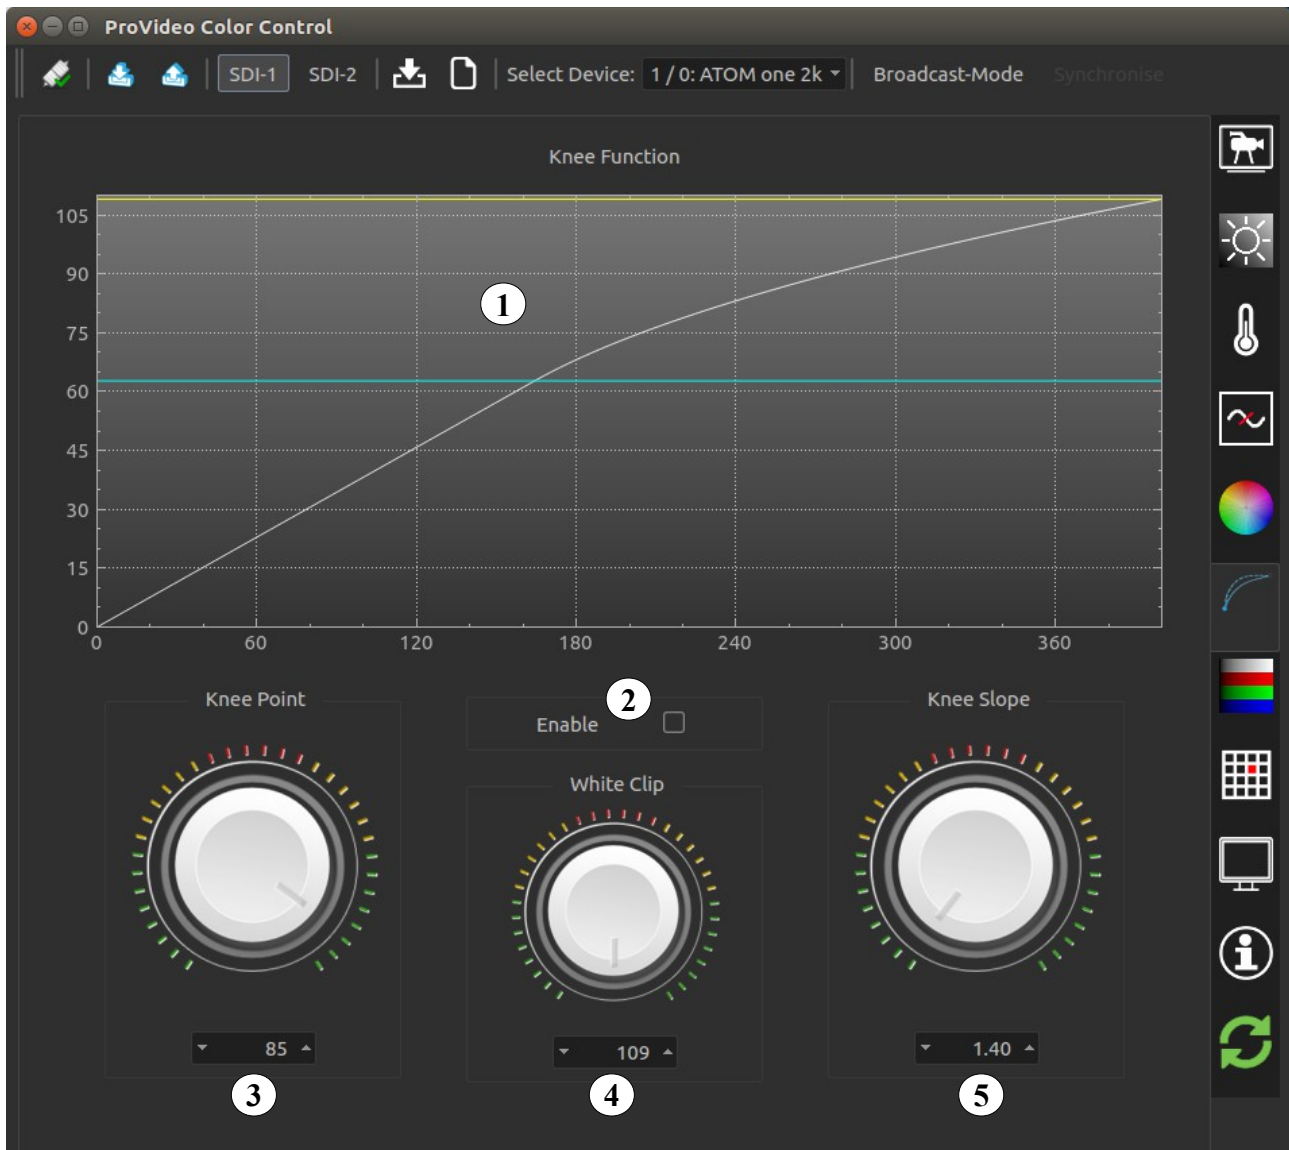 ProVideo Color Control
SDI-1 SDI-2 Select Device: 1 / 0: ATOM one 2k Broadcast-Mode Synchronise
Knee Function
105
90
75
60
45
30
15
0
0 60 120 180 240 300 360
1
Knee Point
2
Enable
Knee Slope
White Clip
85
109
1.40
3
4
5